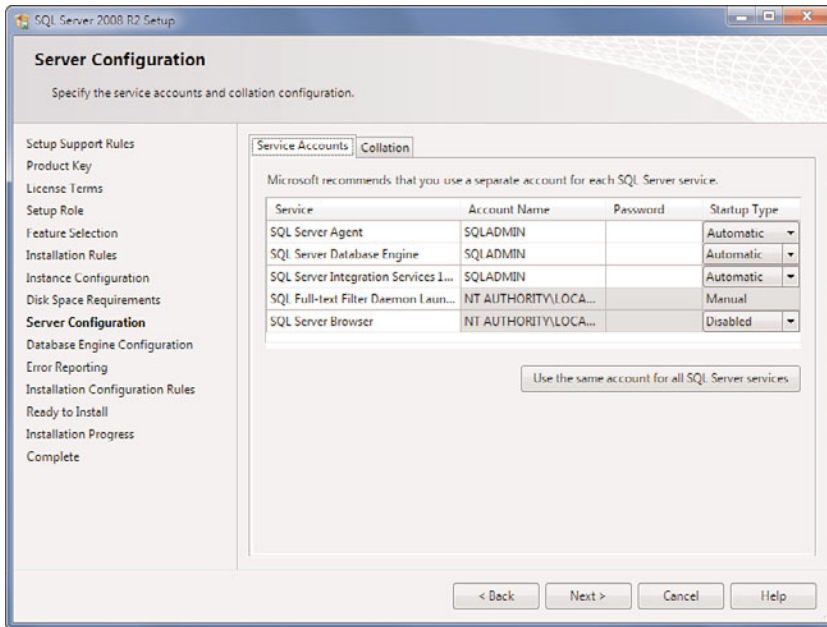 SQL Server 2008 R2 Setup
Server Configuration
Specify the service accounts and collation configuration.
Setup Support Rules
Product Key
License Terms
Setup Role
Feature Selection
Installation Rules
Instance Configuration
Disk Space Requirements
Server Configuration
Database Engine Configuration
Error Reporting
Installation Configuration Rules
Ready to Install
Installation Progress
Complete
Service Accounts Collation
Microsoft recommends that you use a separate account for each SQL Server service.
Service Account Name Password Startup Type
SQL Server Agent SQLADMIN Automatic
SQL Server Database Engine SQLADMIN Automatic
SQL Server Integration Services 1... SQLADMIN Automatic
SQL Full-text Filter Daemon Laun... NT AUTHORITY\LOCA... Manual
SQL Server Browser NT AUTHORITY\LOCA... Disabled
Use the same account for all SQL Server services
< Back Next > Cancel Help